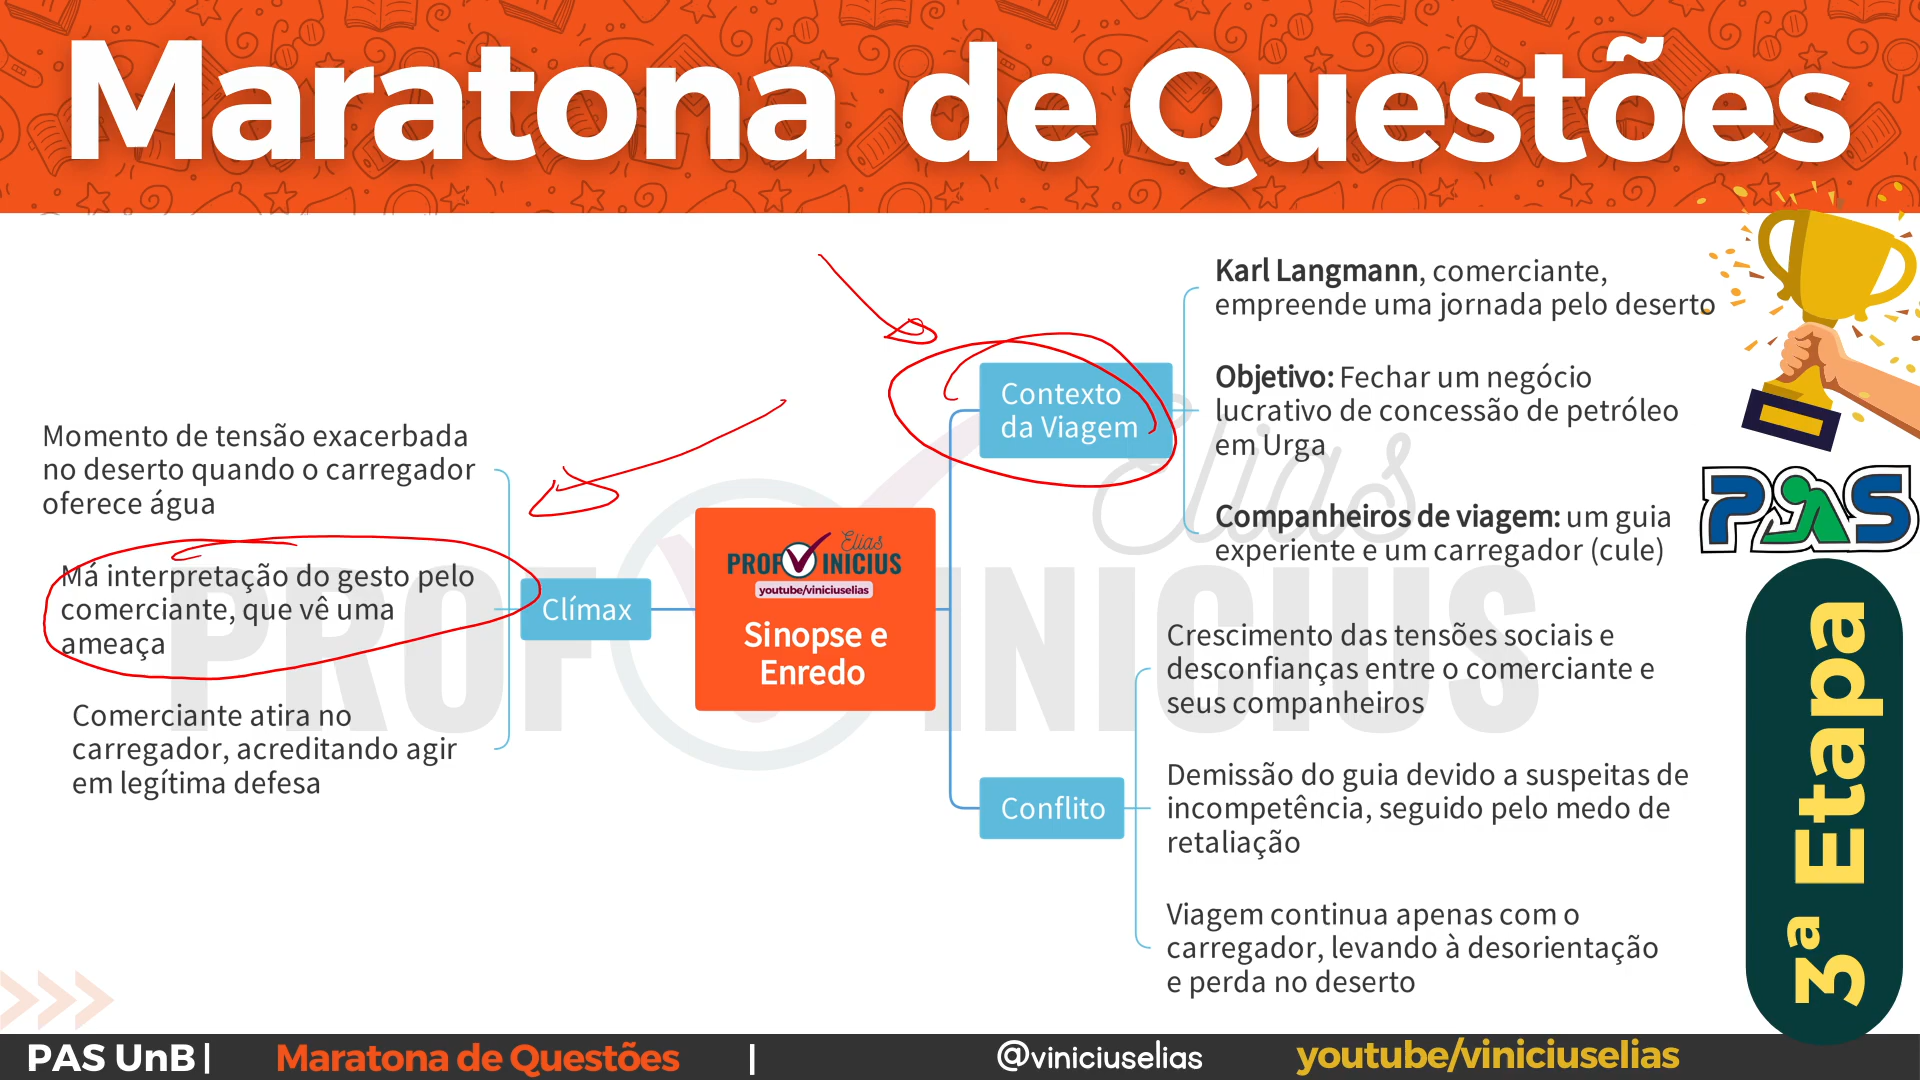 Maratona de Questões
Karl Langmann, comerciante,
empreende uma jornada pelo deserto
Contexto
da Viagem
Objetivo: Fechar um negócio
lucrativo de concessão de petróleo
em Urga
Companheiros de viagem: um guia
experiente e um carregador (cule)
Momento de tensão exacerbada
no deserto quando o carregador
oferece água
Má interpretação do gesto pelo
comerciante, que vê uma
ameaça
Clímax
Comerciante atira no
carregador, acreditando agir
em legítima defesa
Elias
PROF VINICIUS
youtube/viniciuselias
Sinopse e
Enredo
Crescimento das tensões sociais e
desconfianças entre o comerciante e
seus companheiros
Conflito
Demissão do guia devido a suspeitas de
incompetência, seguido pelo medo de
retaliação
Viagem continua apenas com o
carregador, levando à desorientação
e perda no deserto
Elias
PROF VINICIUS
PAS
3ª Etapa
PAS UnB| Maratona de Questões | @viniciuselias youtube/viniciuselias